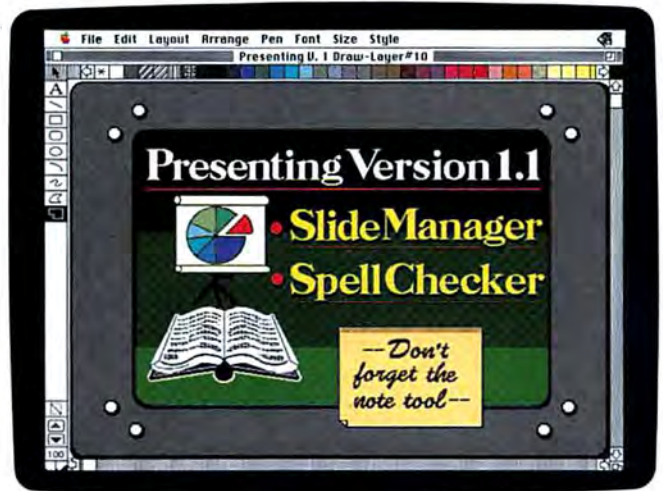 File Edit Layout Arrange Pen Font Size Style
Presenting V. 1 Draw-Layer#10
A
Presenting Version 1.1
• SlideManager
• SpellChecker
--Don't
forget the
note tool--
100